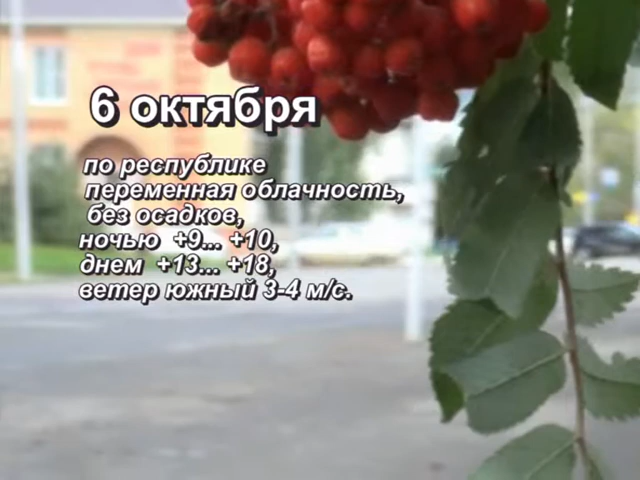 6 октября
по республике
переменная облачность,
без осадков,
ночью +9... +10,
днем +13... +18,
ветер южный 3-4 м/с.